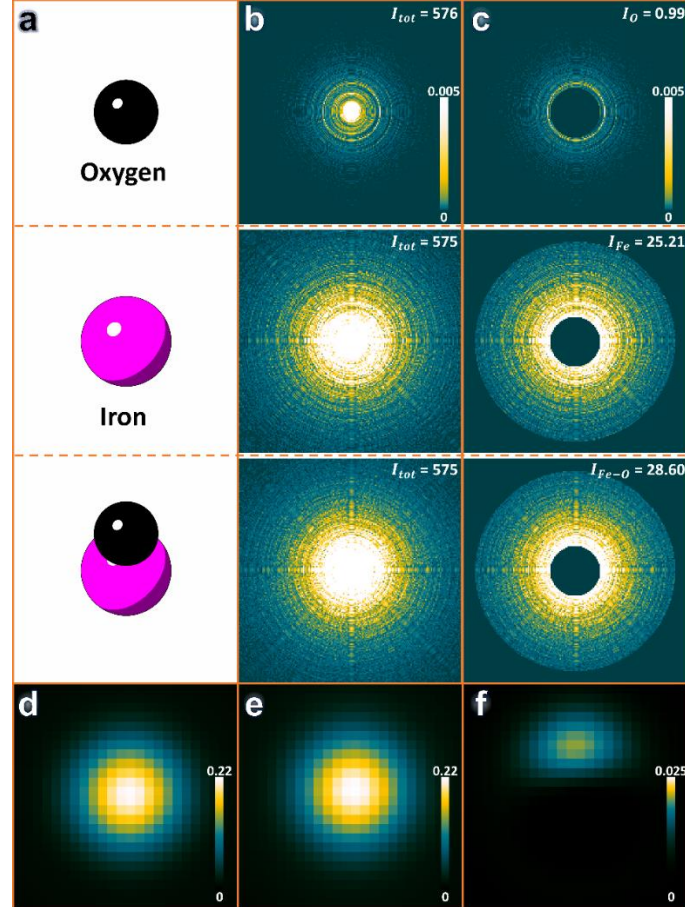 a
b
I_tot = 576
c
I_O = 0.99
0.005
0
0.005
0
Oxygen
I_tot = 575
I_Fe = 25.21
Iron
I_tot = 575
I_Fe−O = 28.60
d
0.22
0
e
0.22
0
f
0.025
0